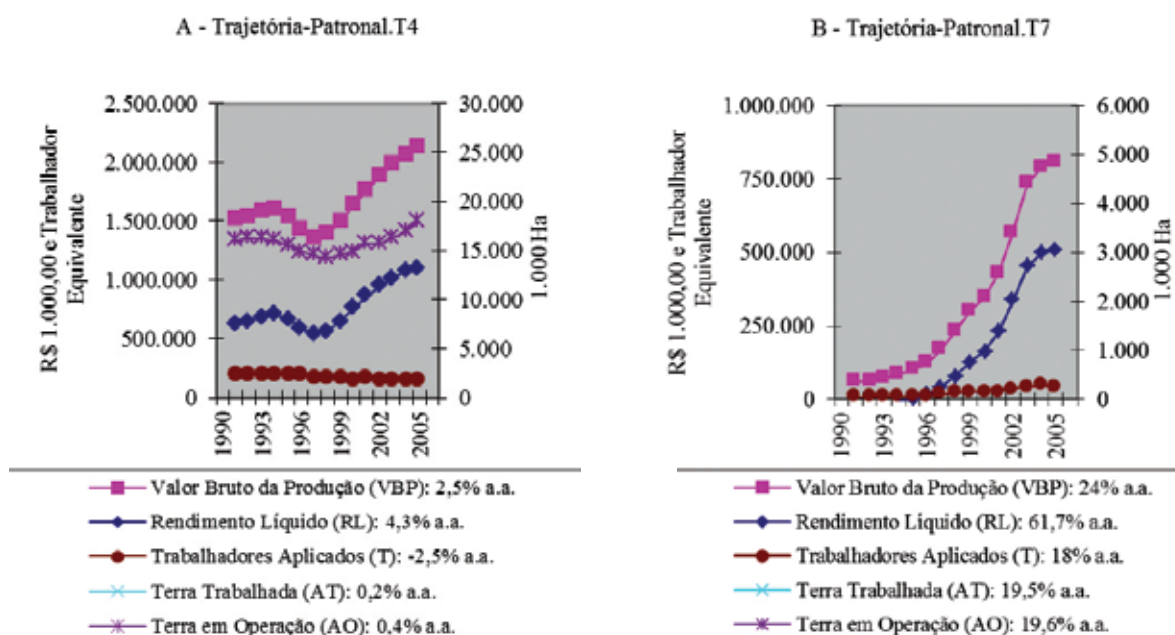 A - Trajetória-Patronal.T4
R$ 1.000,00 e Trabalhador
Equivalente
2.500.000
2.000.000
1.500.000
1.000.000
500.000
0
30.000
25.000
20.000
15.000
10.000
5.000
0
1.000 Ha
1990
1993
1996
1999
2002
2005
Valor Bruto da Produção (VBP): 2,5% a.a.
Rendimento Líquido (RL): 4,3% a.a.
Trabalhadores Aplicados (T): -2,5% a.a.
Terra Trabalhada (AT): 0,2% a.a.
Terra em Operação (AO): 0,4% a.a.
B - Trajetória-Patronal.T7
R$ 1.000,00 e Trabalhador
Equivalente
1.000.000
750.000
500.000
250.000
0
6.000
5.000
4.000
3.000
2.000
1.000
0
1.000 Ha
1990
1993
1996
1999
2002
2005
Valor Bruto da Produção (VBP): 24% a.a.
Rendimento Líquido (RL): 61,7% a.a.
Trabalhadores Aplicados (T): 18% a.a.
Terra Trabalhada (AT): 19,5% a.a.
Terra em Operação (AO): 19,6% a.a.